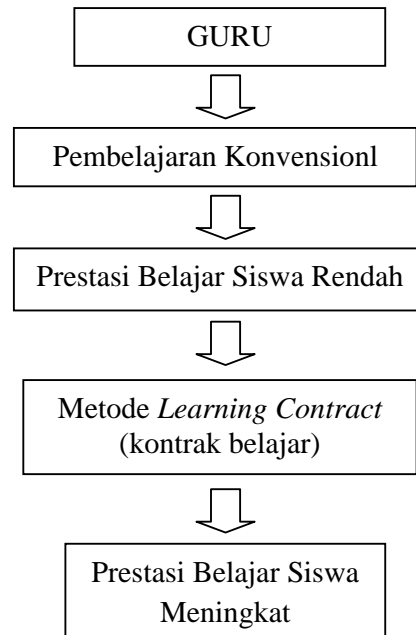 GURU
Pembelajaran Konvensionl
Prestasi Belajar Siswa Rendah
Metode Learning Contract
(kontrak belajar)
Prestasi Belajar Siswa
Meningkat